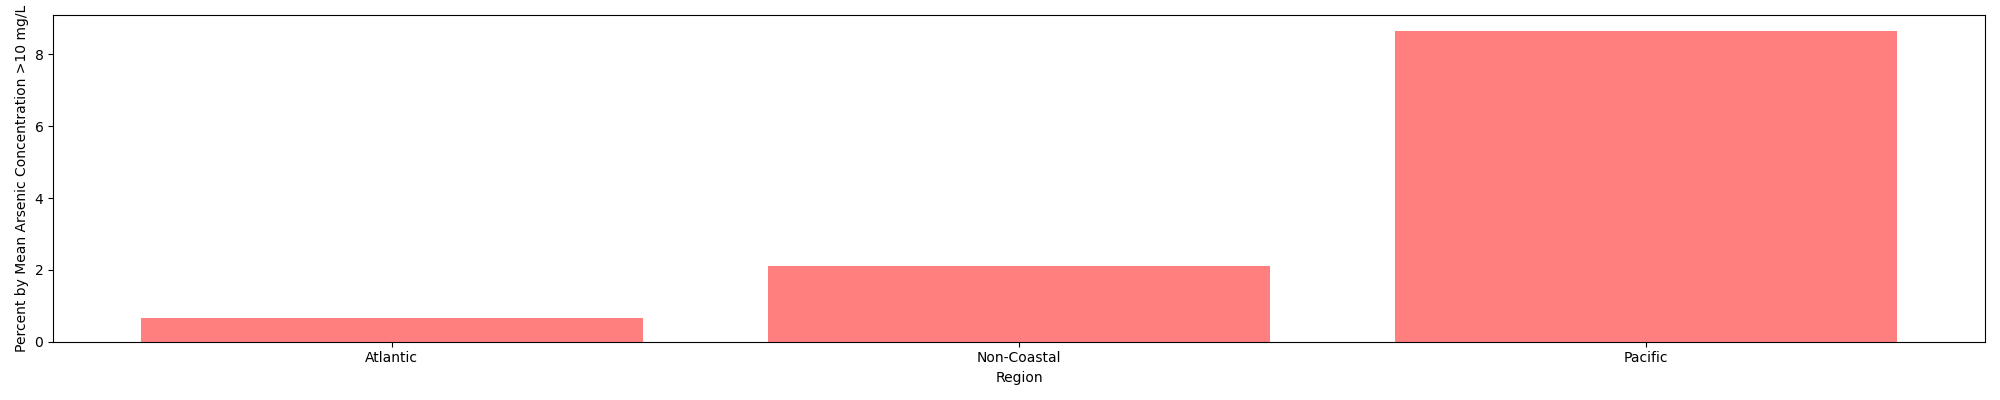 Percent by Mean Arsenic Concentration >10 mg/L
8
6
4
2
0
Atlantic
Non-Coastal
Pacific
Region